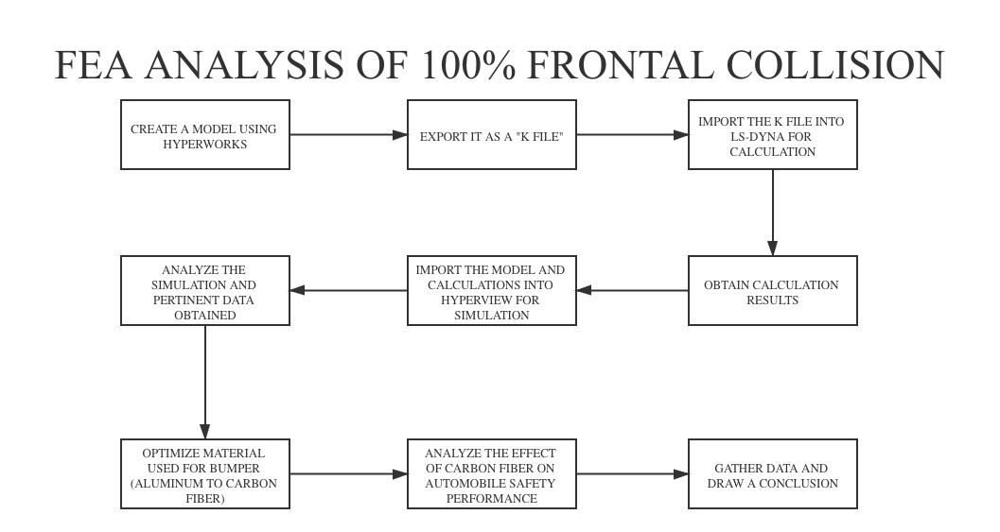 FEA ANALYSIS OF 100% FRONTAL COLLISION
CREATE A MODEL USING
HYPERWORKS
EXPORT IT AS A "K FILE"
IMPORT THE K FILE INTO
LS-DYNA FOR
CALCULATION
OBTAIN CALCULATION
RESULTS
IMPORT THE MODEL AND
CALCULATIONS INTO
HYPERVIEW FOR
SIMULATION
ANALYZE THE
SIMULATION AND
PERTINENT DATA
OBTAINED
OPTIMIZE MATERIAL
USED FOR BUMPER
(ALUMINUM TO CARBON
FIBER)
ANALYZE THE EFFECT
OF CARBON FIBER ON
AUTOMOBILE SAFETY
PERFORMANCE
GATHER DATA AND
DRAW A CONCLUSION